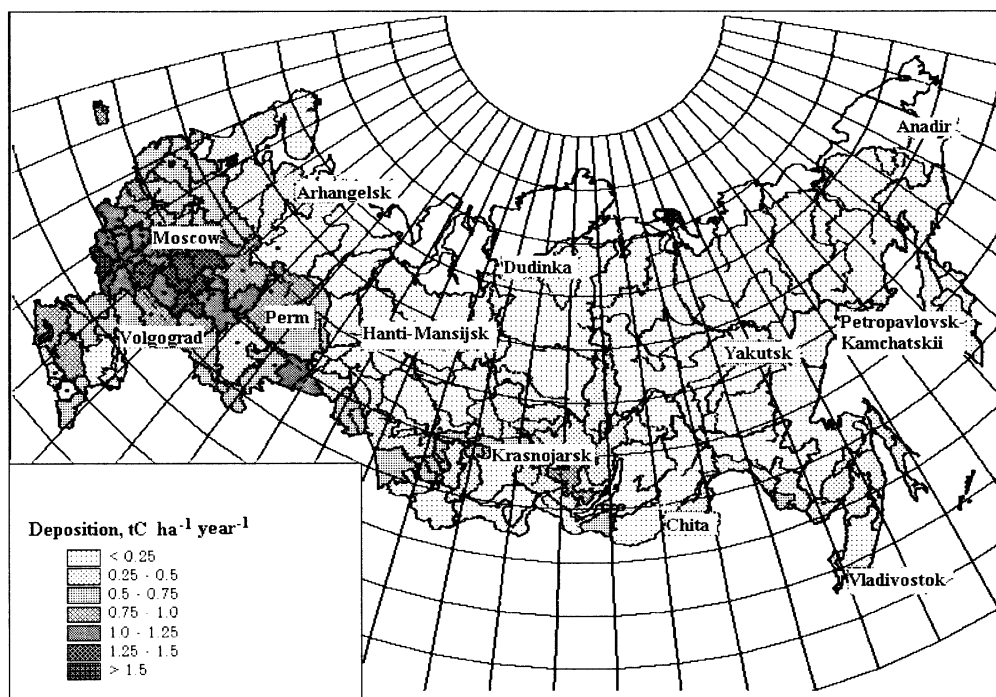 Anadir
Arhangelsk
Moscow
Dudinka
Perm
Volgograd
Hanti-Mansijsk
Petropavlovsk-
Kamchatskii
Yakutsk
Krasnojarsk
Chita
Vladivostok
Deposition, tC ha⁻¹ year⁻¹
< 0.25
0.25 - 0.5
0.5 - 0.75
0.75 - 1.0
1.0 - 1.25
1.25 - 1.5
> 1.5